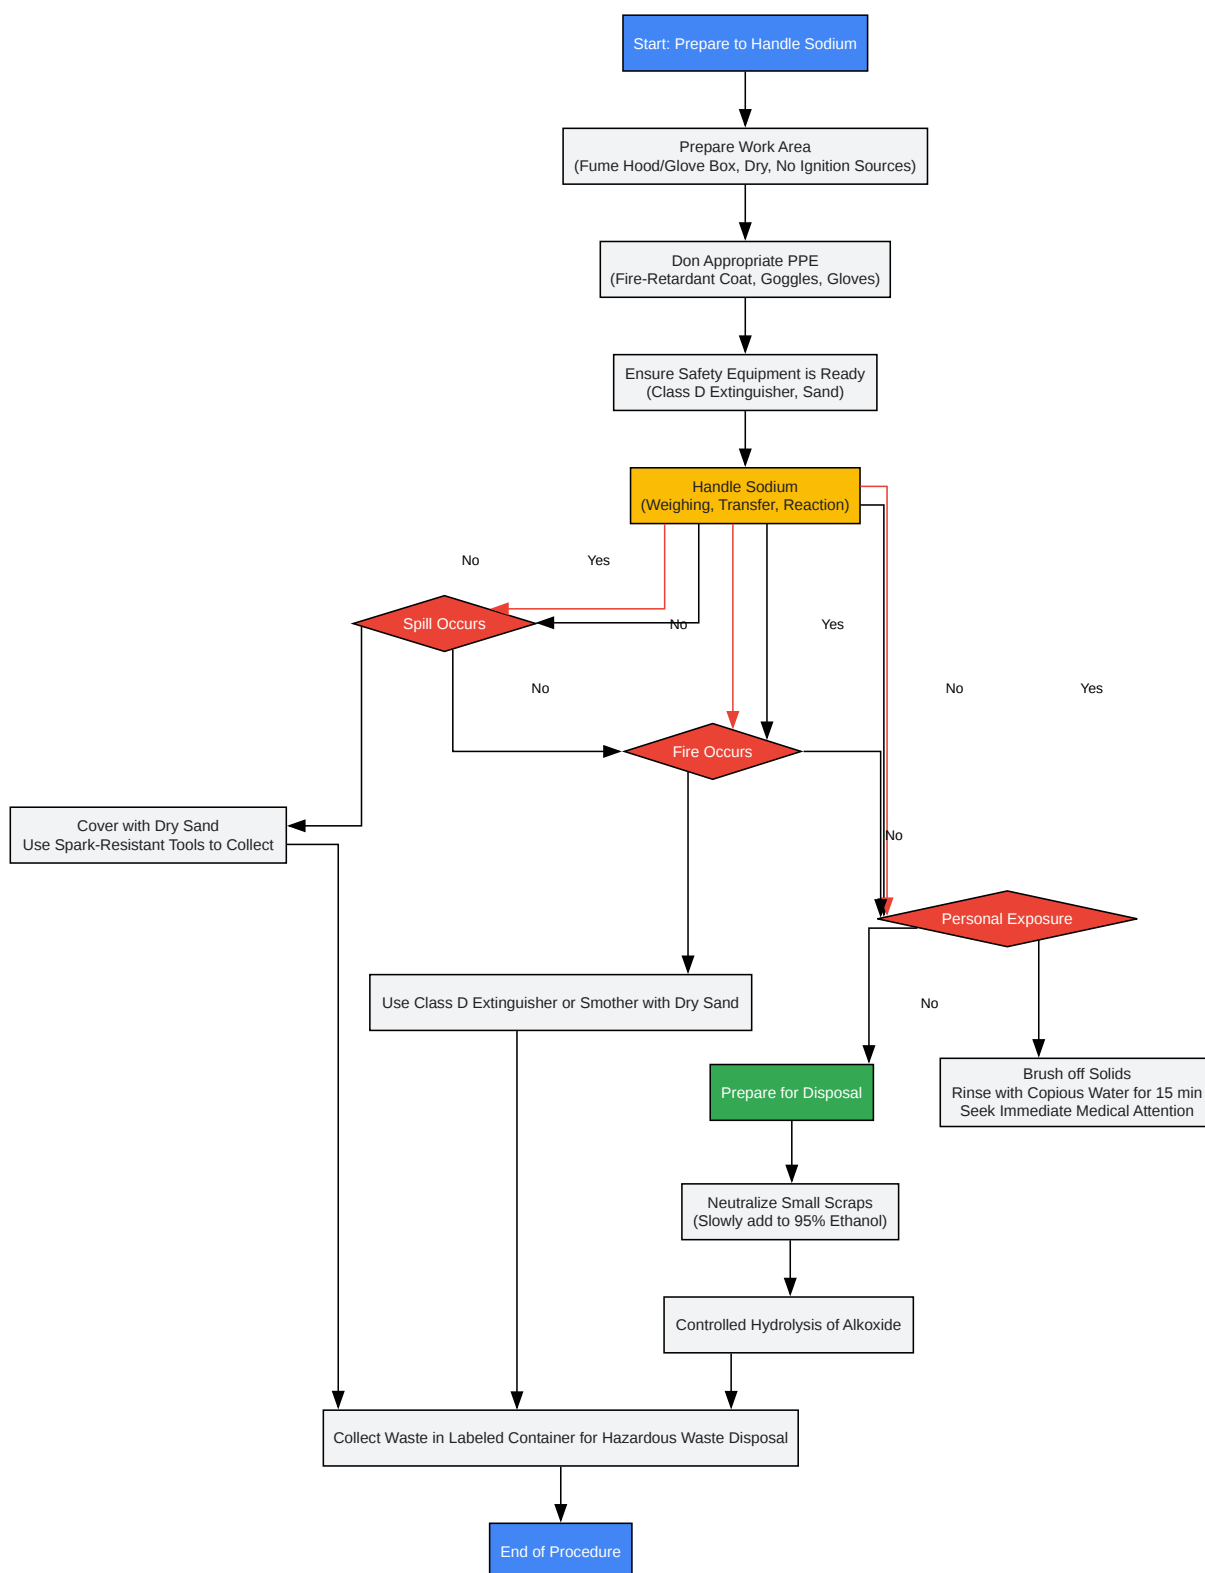 Start: Prepare to Handle Sodium
Prepare Work Area
(Fume Hood/Glove Box, Dry, No Ignition Sources)
Don Appropriate PPE
(Fire-Retardant Coat, Goggles, Gloves)
Ensure Safety Equipment is Ready
(Class D Extinguisher, Sand)
Handle Sodium
(Weighing, Transfer, Reaction)
No
Yes
Spill Occurs
No
Yes
No
No
Yes
Fire Occurs
Cover with Dry Sand
Use Spark-Resistant Tools to Collect
No
Personal Exposure
Use Class D Extinguisher or Smother with Dry Sand
No
Brush off Solids
Rinse with Copious Water for 15 min
Seek Immediate Medical Attention
Prepare for Disposal
Neutralize Small Scraps
(Slowly add to 95% Ethanol)
Controlled Hydrolysis of Alkoxide
Collect Waste in Labeled Container for Hazardous Waste Disposal
End of Procedure